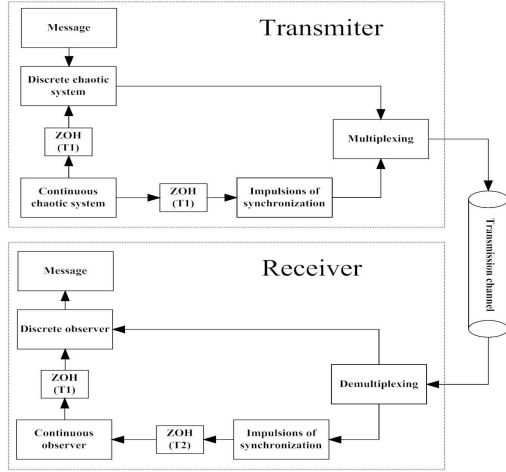 Transmiter
Message
Discrete chaotic
system
ZOH
(T1)
Multiplexing
Continuous
chaotic system
ZOH
(T1)
Impulsions of
synchronization
Transmission channel
Receiver
Message
Discrete observer
ZOH
(T1)
Demultiplexing
Continuous
observer
ZOH
(T2)
Impulsions of
synchronization